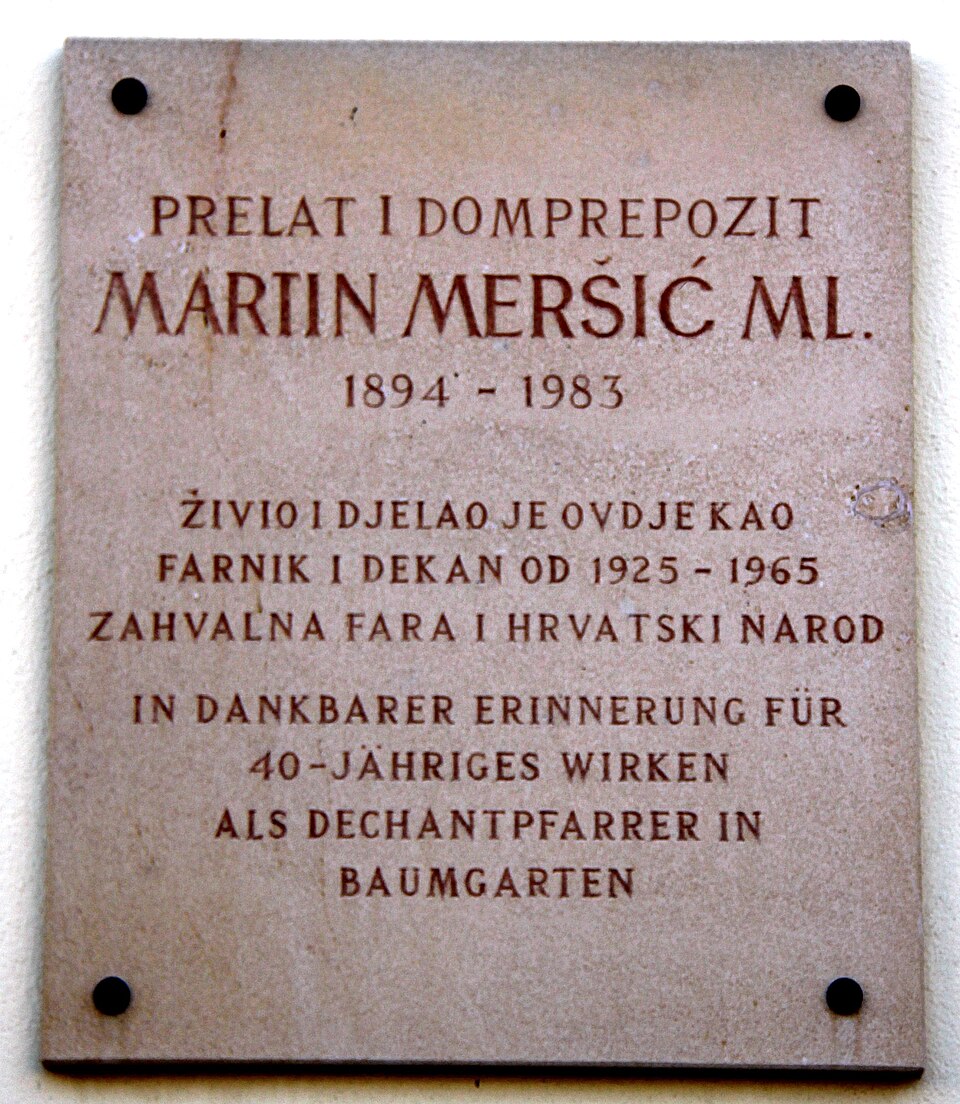 PRELAT I DOMPREPOZIT
MARTIN MERŠIĆ ML.
1894 - 1983
ŽIVIO I DJELAO JE OVDJE KAO
FARNIK I DEKAN OD 1925 - 1965
ZAHVALNA FARA I HRVATSKI NAROD
IN DANKBARER ERINNERUNG FÜR
40-JÄHRIGES WIRKEN
ALS DECHANTPFARRER IN
BAUMGARTEN